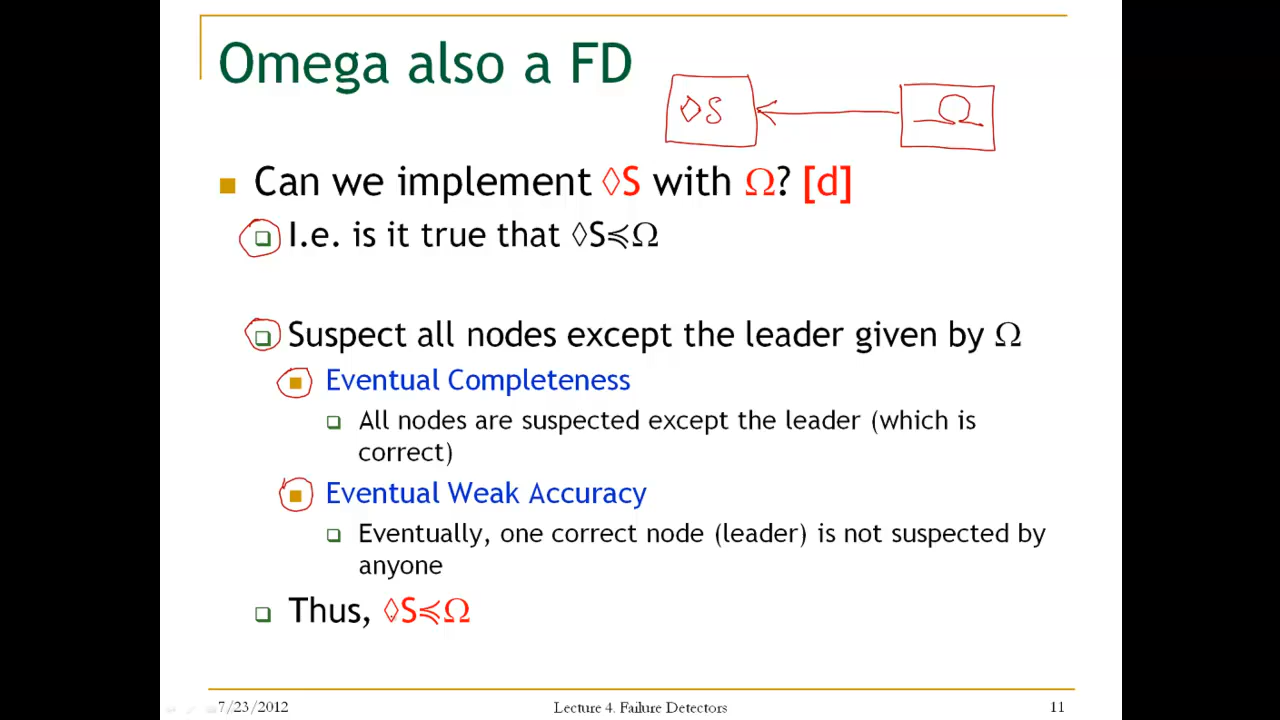 Omega also a FD
◊S
Ω
Can we implement ◊S with Ω? [d]
I.e. is it true that ◊S≼Ω
Suspect all nodes except the leader given by Ω
Eventual Completeness
All nodes are suspected except the leader (which is
correct)
Eventual Weak Accuracy
Eventually, one correct node (leader) is not suspected by
anyone
Thus, ◊S≼Ω
7/23/2012
Lecture 4. Failure Detectors
11